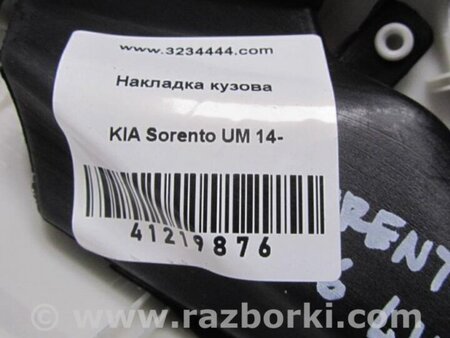 www.3234444.com
Накладка кузова
KIA Sorento UM 14-
41219876
www.razborki.com